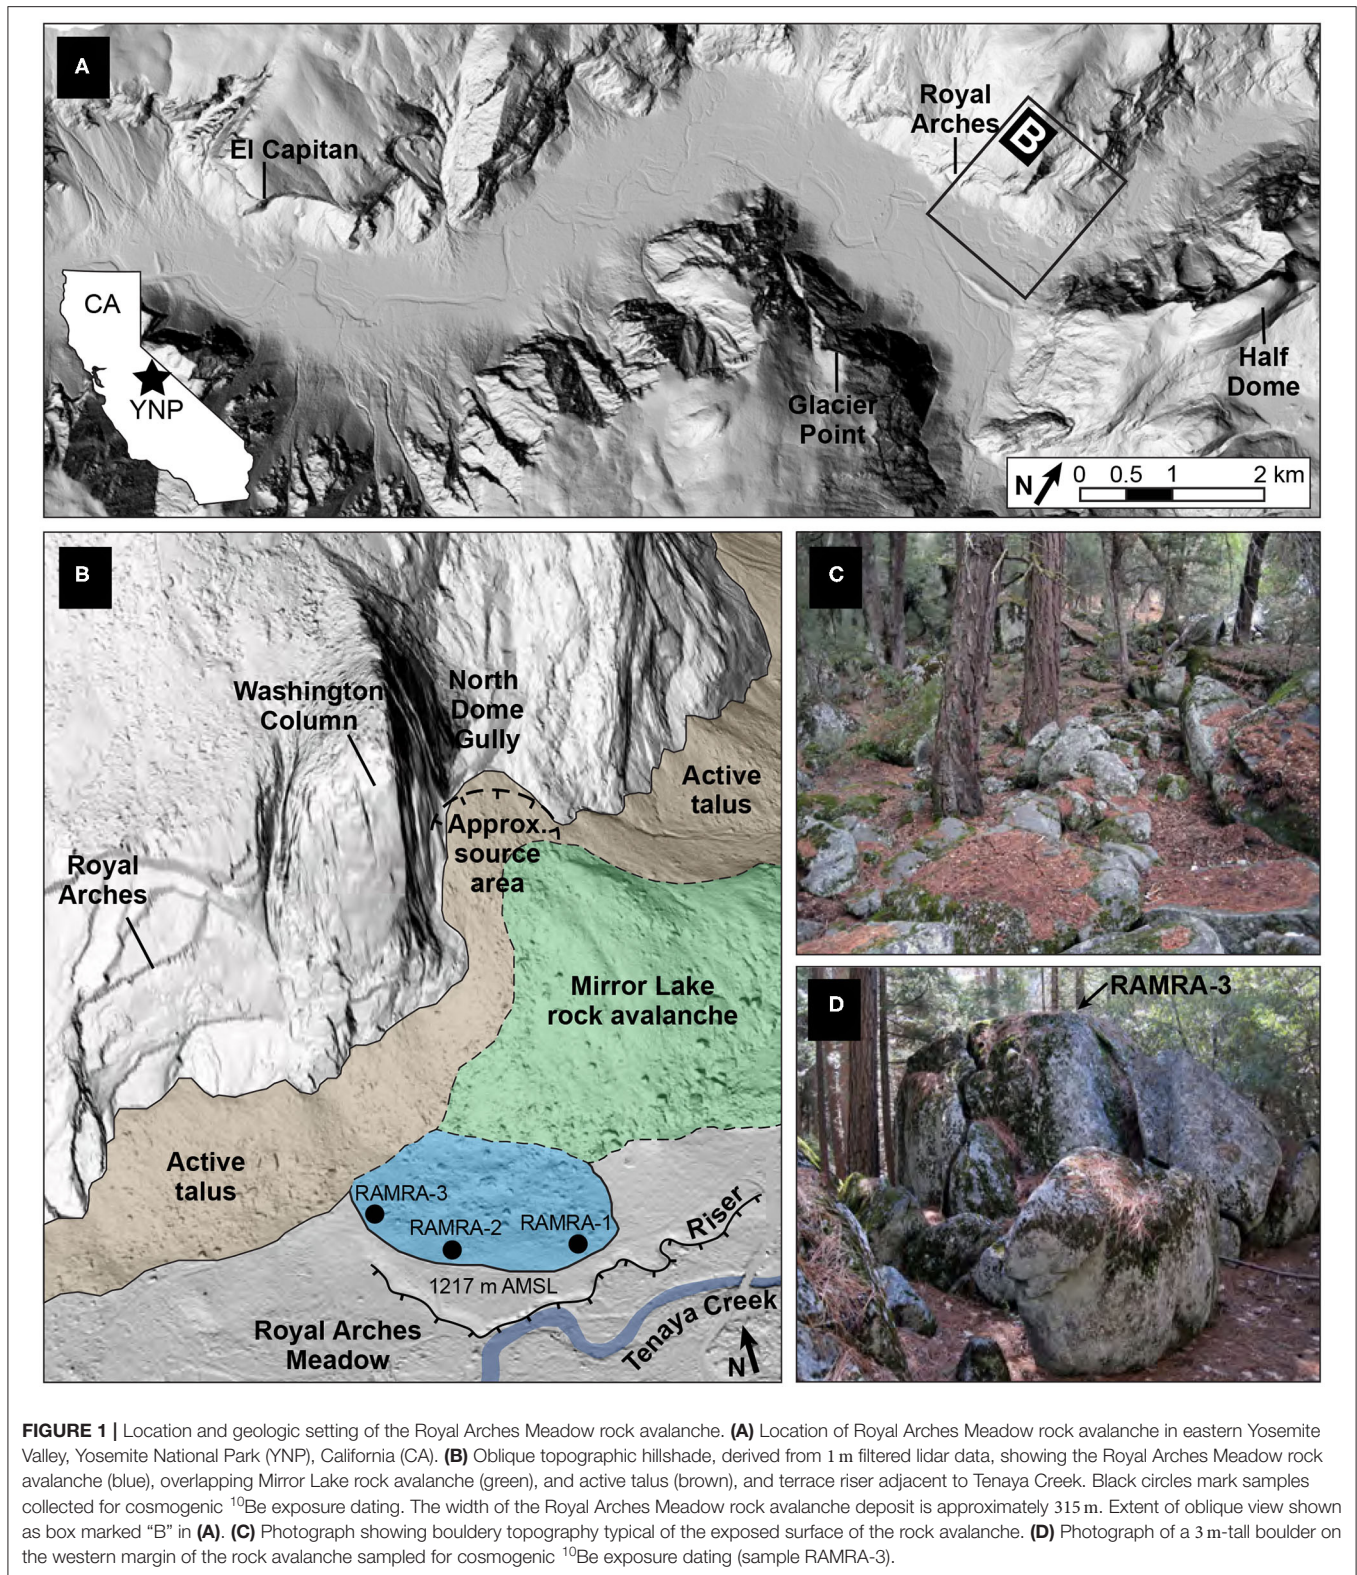 A
El Capitan
Royal
Arches
B
CA
YNP
Glacier
Point
Half
Dome
N
0 0.5 1 2 km
B
Washington
Column
North
Dome
Gully
Active
talus
Approx.
source
area
Royal
Arches
Mirror Lake
rock avalanche
Active
talus
RAMRA-3
RAMRA-2
RAMRA-1
Riser
1217 m AMSL
Royal Arches
Meadow
Tenaya Creek
N
C
D
RAMRA-3
FIGURE 1 | Location and geologic setting of the Royal Arches Meadow rock avalanche. (A) Location of Royal Arches Meadow rock avalanche in eastern Yosemite
Valley, Yosemite National Park (YNP), California (CA). (B) Oblique topographic hillshade, derived from 1 m filtered lidar data, showing the Royal Arches Meadow rock
avalanche (blue), overlapping Mirror Lake rock avalanche (green), and active talus (brown), and terrace riser adjacent to Tenaya Creek. Black circles mark samples
collected for cosmogenic ¹⁰Be exposure dating. The width of the Royal Arches Meadow rock avalanche deposit is approximately 315 m. Extent of oblique view shown
as box marked “B” in (A). (C) Photograph showing bouldery topography typical of the exposed surface of the rock avalanche. (D) Photograph of a 3 m-tall boulder on
the western margin of the rock avalanche sampled for cosmogenic ¹⁰Be exposure dating (sample RAMRA-3).